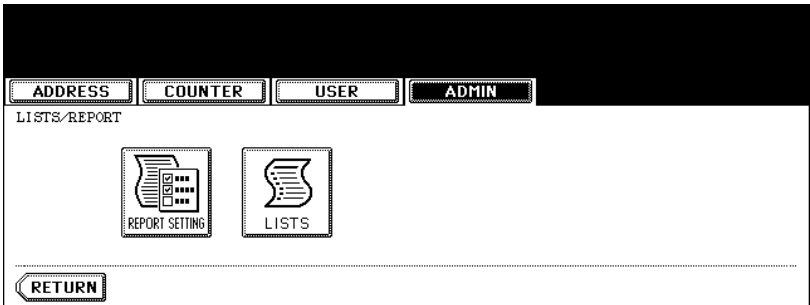 ADDRESS COUNTER USER ADMIN
LISTS/REPORT
REPORT SETTING LISTS
RETURN